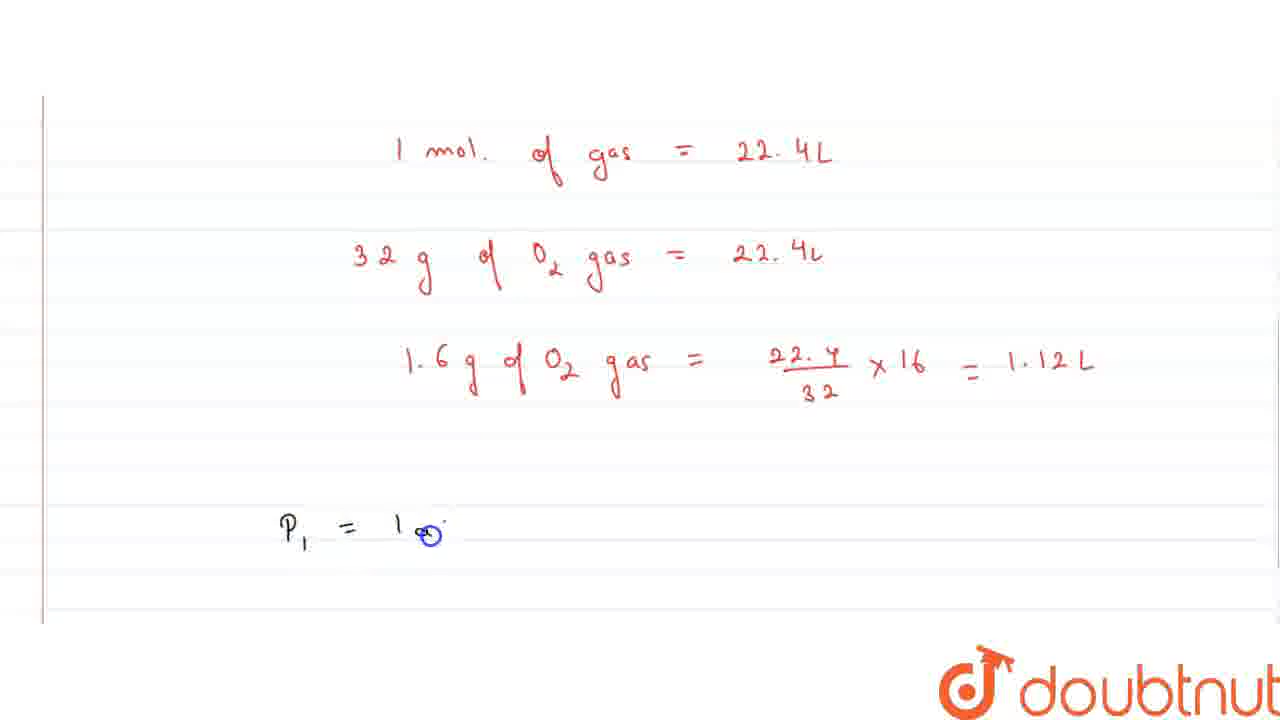 1 mol. of gas = 22.4L
32 g of O₂ gas = 22.4L
1.6 g of O₂ gas = 22.4/32 × 16 = 1.12 L
P₁ = 1 a
doubtnut